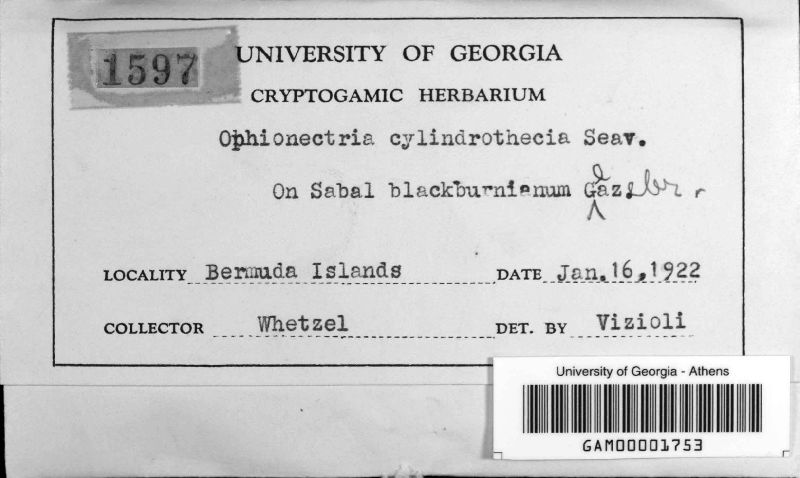 1597
UNIVERSITY OF GEORGIA
CRYPTOGAMIC HERBARIUM
Ophionectria cylindrothecia Seav.
On Sabal blackburnianum Glazebr.
LOCALITY Bermuda Islands DATE Jan. 16, 1922
COLLECTOR Whetzel DET. BY Vizioli
University of Georgia - Athens
GAM00001753